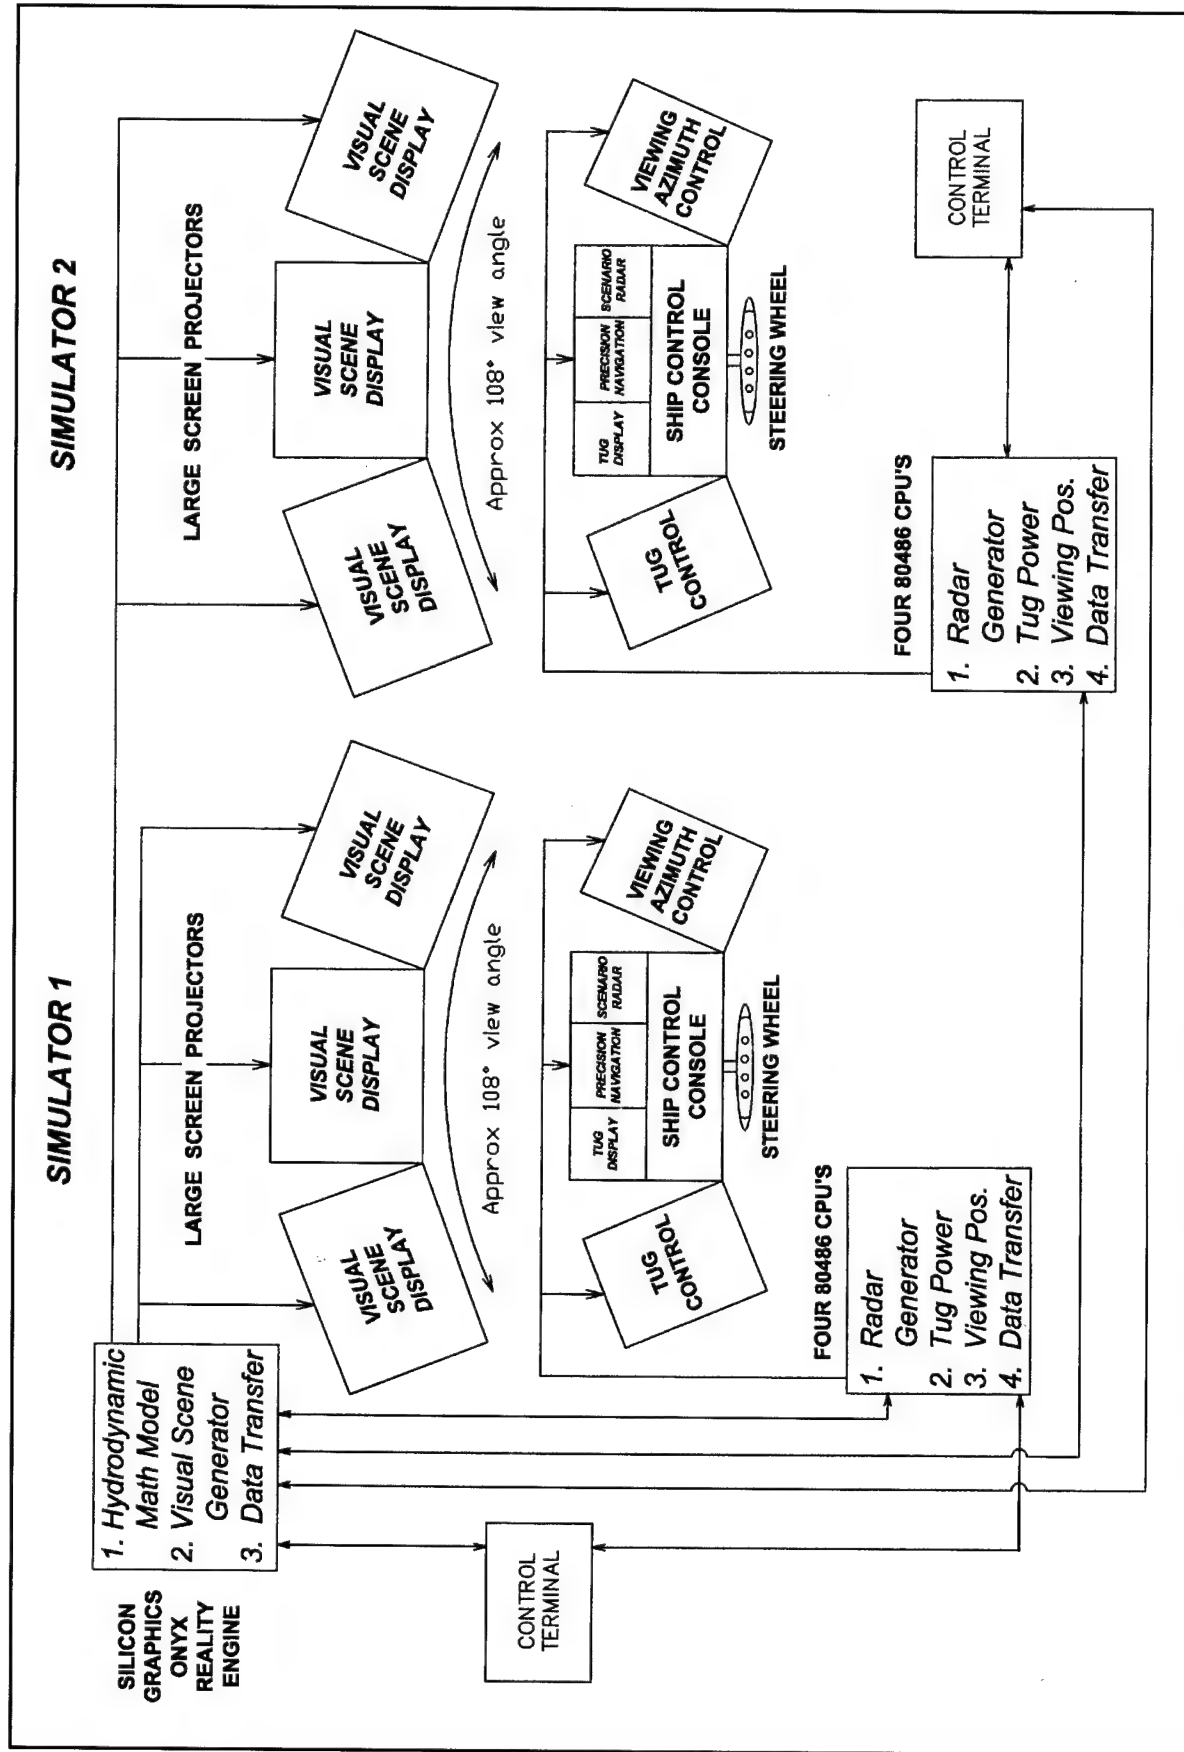 SIMULATOR 1
SIMULATOR 2
SILICON
GRAPHICS
ONYX
REALITY
ENGINE
1. Hydrodynamic
Math Model
2. Visual Scene
Generator
3. Data Transfer
LARGE SCREEN PROJECTORS
VISUAL
SCENE
DISPLAY
VISUAL
SCENE
DISPLAY
VISUAL
SCENE
DISPLAY
Approx 108° view angle
TUG
CONTROL
TUG
DISPLAY
PRECISION
NAVIGATION
SCENARIO
RADAR
SHIP CONTROL
CONSOLE
VIEWING
AZIMUTH
CONTROL
STEERING WHEEL
CONTROL
TERMINAL
FOUR 80486 CPU'S
1. Radar
Generator
2. Tug Power
3. Viewing Pos.
4. Data Transfer
LARGE SCREEN PROJECTORS
VISUAL
SCENE
DISPLAY
VISUAL
SCENE
DISPLAY
VISUAL
SCENE
DISPLAY
Approx 108° view angle
TUG
CONTROL
TUG
DISPLAY
PRECISION
NAVIGATION
SCENARIO
RADAR
SHIP CONTROL
CONSOLE
VIEWING
AZIMUTH
CONTROL
STEERING WHEEL
FOUR 80486 CPU'S
1. Radar
Generator
2. Tug Power
3. Viewing Pos.
4. Data Transfer
CONTROL
TERMINAL